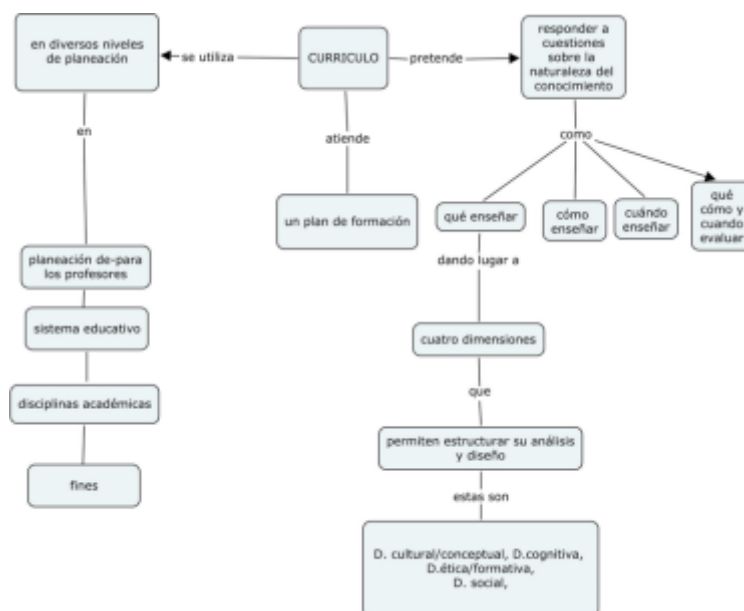 en diversos niveles
de planeación
se utiliza
CURRICULO
pretende
responder a
cuestiones
sobre la
naturaleza del
conocimiento
en
atiende
como
un plan de formación
qué enseñar
cómo
enseñar
cuándo
enseñar
qué
cómo y
cuando
evaluar
planeación de-para
los profesores
dando lugar a
sistema educativo
cuatro dimensiones
disciplinas académicas
que
permiten estructurar su análisis
y diseño
fines
estas son
D. cultural/conceptual, D.cognitiva,
D.ética/formativa,
D. social,